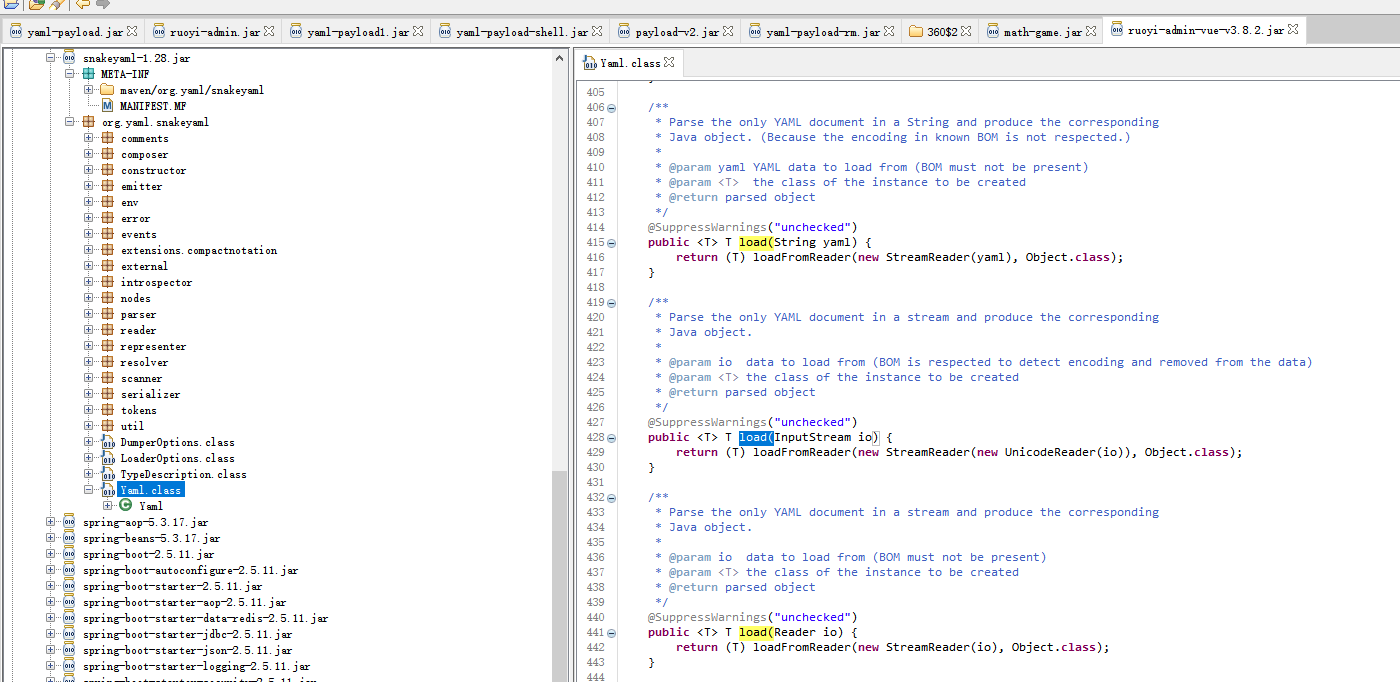 yaml-payload.jar
ruoyi-admin.jar
yaml-payload1.jar
yaml-payload-shell.jar
payload-v2.jar
yaml-payload-rm.jar
360$2
math-game.jar
ruoyi-admin-vue-v3.8.2.jar
snakeyaml-1.28.jar
META-INF
maven/org.yaml/snakeyaml
MANIFEST.MF
org.yaml.snakeyaml
comments
composer
constructor
emitter
env
error
events
extensions.compactnotation
external
introspector
nodes
parser
reader
representer
resolver
scanner
serializer
tokens
util
DumperOptions.class
LoaderOptions.class
TypeDescription.class
Yaml.class
Yaml
spring-aop-5.3.17.jar
spring-beans-5.3.17.jar
spring-boot-2.5.11.jar
spring-boot-autoconfigure-2.5.11.jar
spring-boot-starter-2.5.11.jar
spring-boot-starter-aop-2.5.11.jar
spring-boot-starter-data-redis-2.5.11.jar
spring-boot-starter-jdbc-2.5.11.jar
spring-boot-starter-json-2.5.11.jar
spring-boot-starter-logging-2.5.11.jar
Yaml.class
405
406 /**
407 * Parse the only YAML document in a String and produce the corresponding
408 * Java object. (Because the encoding in known BOM is not respected.)
409 *
410 * @param yaml YAML data to load from (BOM must not be present)
411 * @param <T>  the class of the instance to be created
412 * @return parsed object
413 */
414 @SuppressWarnings("unchecked")
415 public <T> T load(String yaml) {
416 return (T) loadFromReader(new StreamReader(yaml), Object.class);
417 }
418
419 /**
420 * Parse the only YAML document in a stream and produce the corresponding
421 * Java object.
422 *
423 * @param io  data to load from (BOM is respected to detect encoding and removed from the data)
424 * @param <T> the class of the instance to be created
425 * @return parsed object
426 */
427 @SuppressWarnings("unchecked")
428 public <T> T load(InputStream io) {
429 return (T) loadFromReader(new StreamReader(new UnicodeReader(io)), Object.class);
430 }
431
432 /**
433 * Parse the only YAML document in a stream and produce the corresponding
434 * Java object.
435 *
436 * @param io  data to load from (BOM must not be present)
437 * @param <T> the class of the instance to be created
438 * @return parsed object
439 */
440 @SuppressWarnings("unchecked")
441 public <T> T load(Reader io) {
442 return (T) loadFromReader(new StreamReader(io), Object.class);
443 }
444